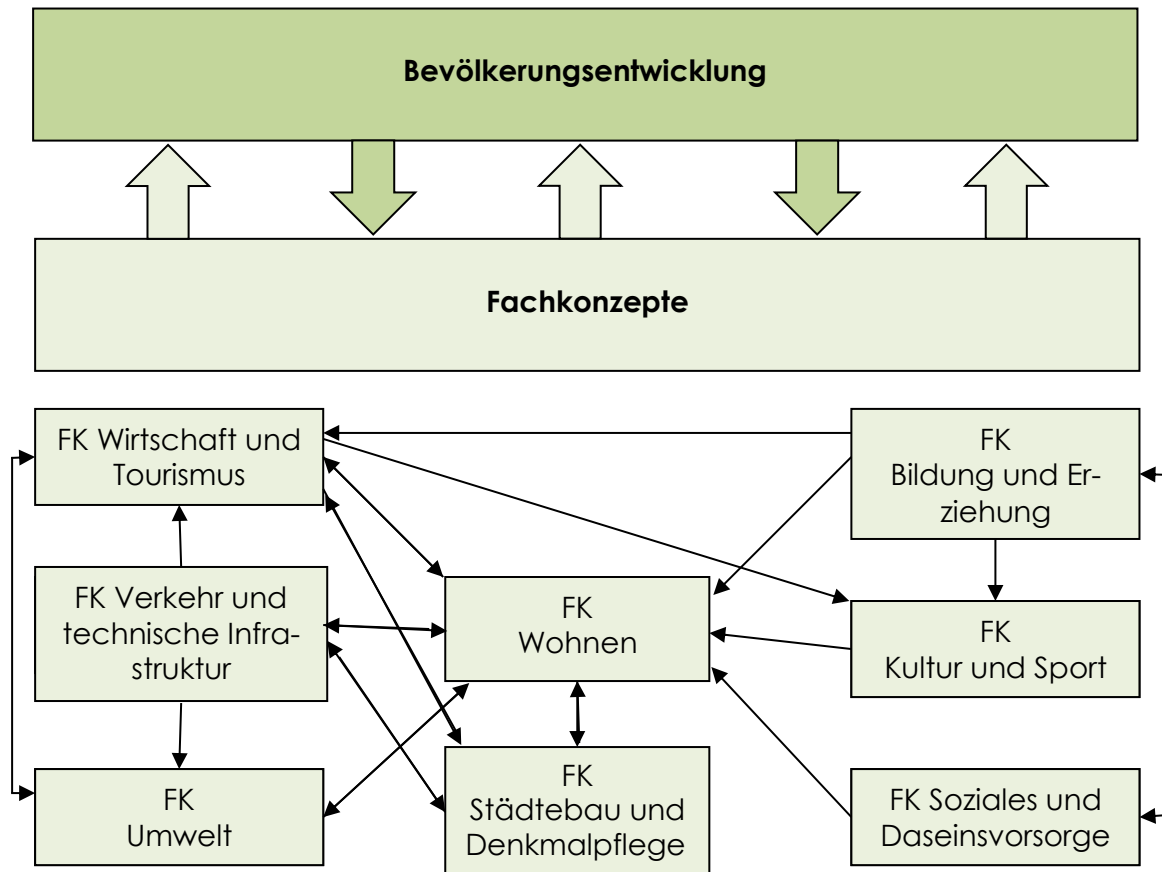 Bevölkerungsentwicklung
Fachkonzepte
FK Wirtschaft und
Tourismus
FK
Bildung und Er-
ziehung
FK Verkehr und
technische Infra-
struktur
FK
Wohnen
FK
Kultur und Sport
FK
Umwelt
FK
Städtebau und
Denkmalpflege
FK Soziales und
Daseinsvorsorge